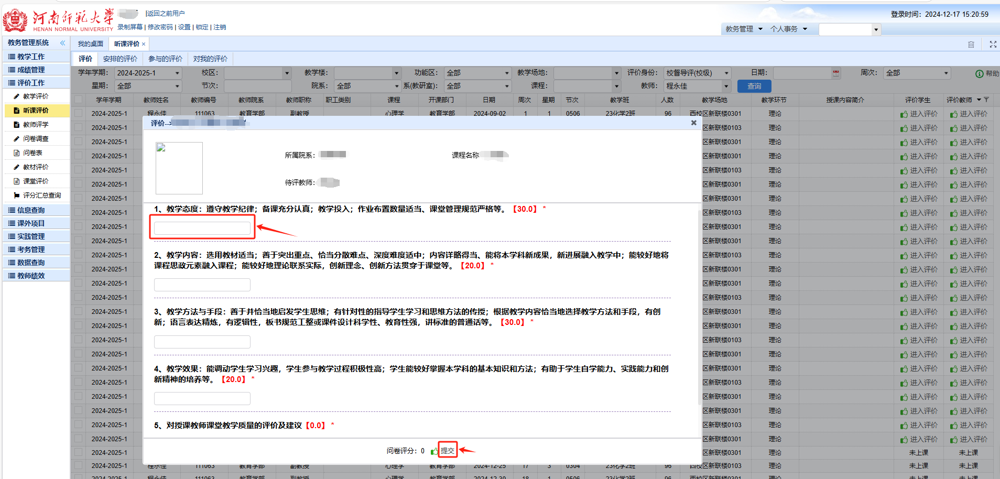 河南师范大学
HENAN NORMAL UNIVERSITY
|返回之前用户
录制屏幕 | 修改密码 | 设置 | 锁定 | 注销
登录时间：2024-12-17 15:20:59
教务管理 个人事务
教务管理系统
教学工作
成绩管理
评价工作
教学评价
听课评价
教师评学
问卷调查
问卷表
教材评价
课堂评价
评分汇总查询
信息查询
课外项目
实践管理
考务管理
数据查询
教师绩效
我的桌面 听课评价
评价 安排的评价 参与的评价 对我的评价
学年学期： 2024-2025-1 校区： 教学楼： 功能区： 全部 教学场地： 评价身份： 校督导评(校级) 日期： 周次： 全部 帮助
星期： 全部 节次： 院系： 全部 系(教研室)： 全部 课程： 教师： 程永佳 查询
学年学期 教师姓名 教师编号 教师院系 教师职称 职工类别 课程 开课部门 日期 周次 星期 节次 教学班 人数 教学场地 教学环节 授课内容简介 评价学生 评价教师
2024-2025-1 程永佳 111063 教育学部 副教授 心理学 教育学部 2024-09-02 1 1 0506 23化学2班 96 西校区新联楼0301 理论 进入评价 进入评价
2024-2025-1 区新联楼0103 理论 进入评价 进入评价
2024-2025-1 区新联楼0301 理论 进入评价 进入评价
2024-2025-1 区新联楼0301 理论 进入评价 进入评价
2024-2025-1 区新联楼0103 理论 进入评价 进入评价
2024-2025-1 区新联楼0301 理论 进入评价 进入评价
2024-2025-1 区新联楼0301 理论 进入评价 进入评价
2024-2025-1 区新联楼0103 理论 进入评价 进入评价
2024-2025-1 区新联楼0301 理论 进入评价 进入评价
2024-2025-1 区新联楼0301 理论 进入评价 进入评价
2024-2025-1 区新联楼0103 理论 进入评价 进入评价
2024-2025-1 区新联楼0301 理论 进入评价 进入评价
2024-2025-1 区新联楼0301 理论 进入评价 进入评价
2024-2025-1 区新联楼0103 理论 进入评价 进入评价
2024-2025-1 区新联楼0301 理论 进入评价 进入评价
2024-2025-1 区新联楼0301 理论 进入评价 进入评价
2024-2025-1 区新联楼0103 理论 进入评价 进入评价
2024-2025-1 区新联楼0301 理论 进入评价 进入评价
2024-2025-1 区新联楼0301 理论 进入评价 进入评价
2024-2025-1 区新联楼0103 理论 进入评价 进入评价
2024-2025-1 区新联楼0301 理论 进入评价 进入评价
2024-2025-1 区新联楼0301 理论 进入评价 进入评价
2024-2025-1 区新联楼0103 理论 进入评价 进入评价
2024-2025-1 区新联楼0301 理论 进入评价 进入评价
2024-2025-1 区新联楼0301 理论 未上课 未上课
2024-2025-1 程永佳 111063 教育学部 副教授 心理学 教育学部 2024-12-25 17 3 0304 23化学2班 96 西校区新联楼0103 理论 未上课 未上课
2024-2025-1 程永佳 111063 教育学部 副教授 心理学 教育学部 2024-12-30 18 1 0506 23化学2班 96 西校区新联楼0301 理论 未上课 未上课
评价-->
所属院系：
课程名称
待评教师：
1、教学态度：遵守教学纪律；备课充分认真；教学投入；作业布置数量适当、课堂管理规范严格等。【30.0】 *
2、教学内容：选用教材适当；善于突出重点、恰当分散难点、深度难度适中；内容详略得当、能将本学科新成果，新进展融入教学中；能较好地将
课程思政元素融入课程；能较好地理论联系实际，创新理念、创新方法贯穿于课堂等。【20.0】 *
3、教学方法与手段：善于并恰当地启发学生思维；有针对性的指导学生学习和思维方法的传授；根据教学内容恰当地选择教学方法和手段，有创
新；语言表达精炼，有逻辑性，板书规范工整或课件设计科学性、教育性强，讲标准的普通话等。【30.0】 *
4、教学效果：能调动学生学习兴趣，学生参与教学过程积极性高；学生能较好掌握本学科的基本知识和方法；有助于学生自学能力、实践能力和创
新精神的培养等。【20.0】 *
5、对授课教师课堂教学质量的评价及建议【0.0】 *
问卷评分：0 提交